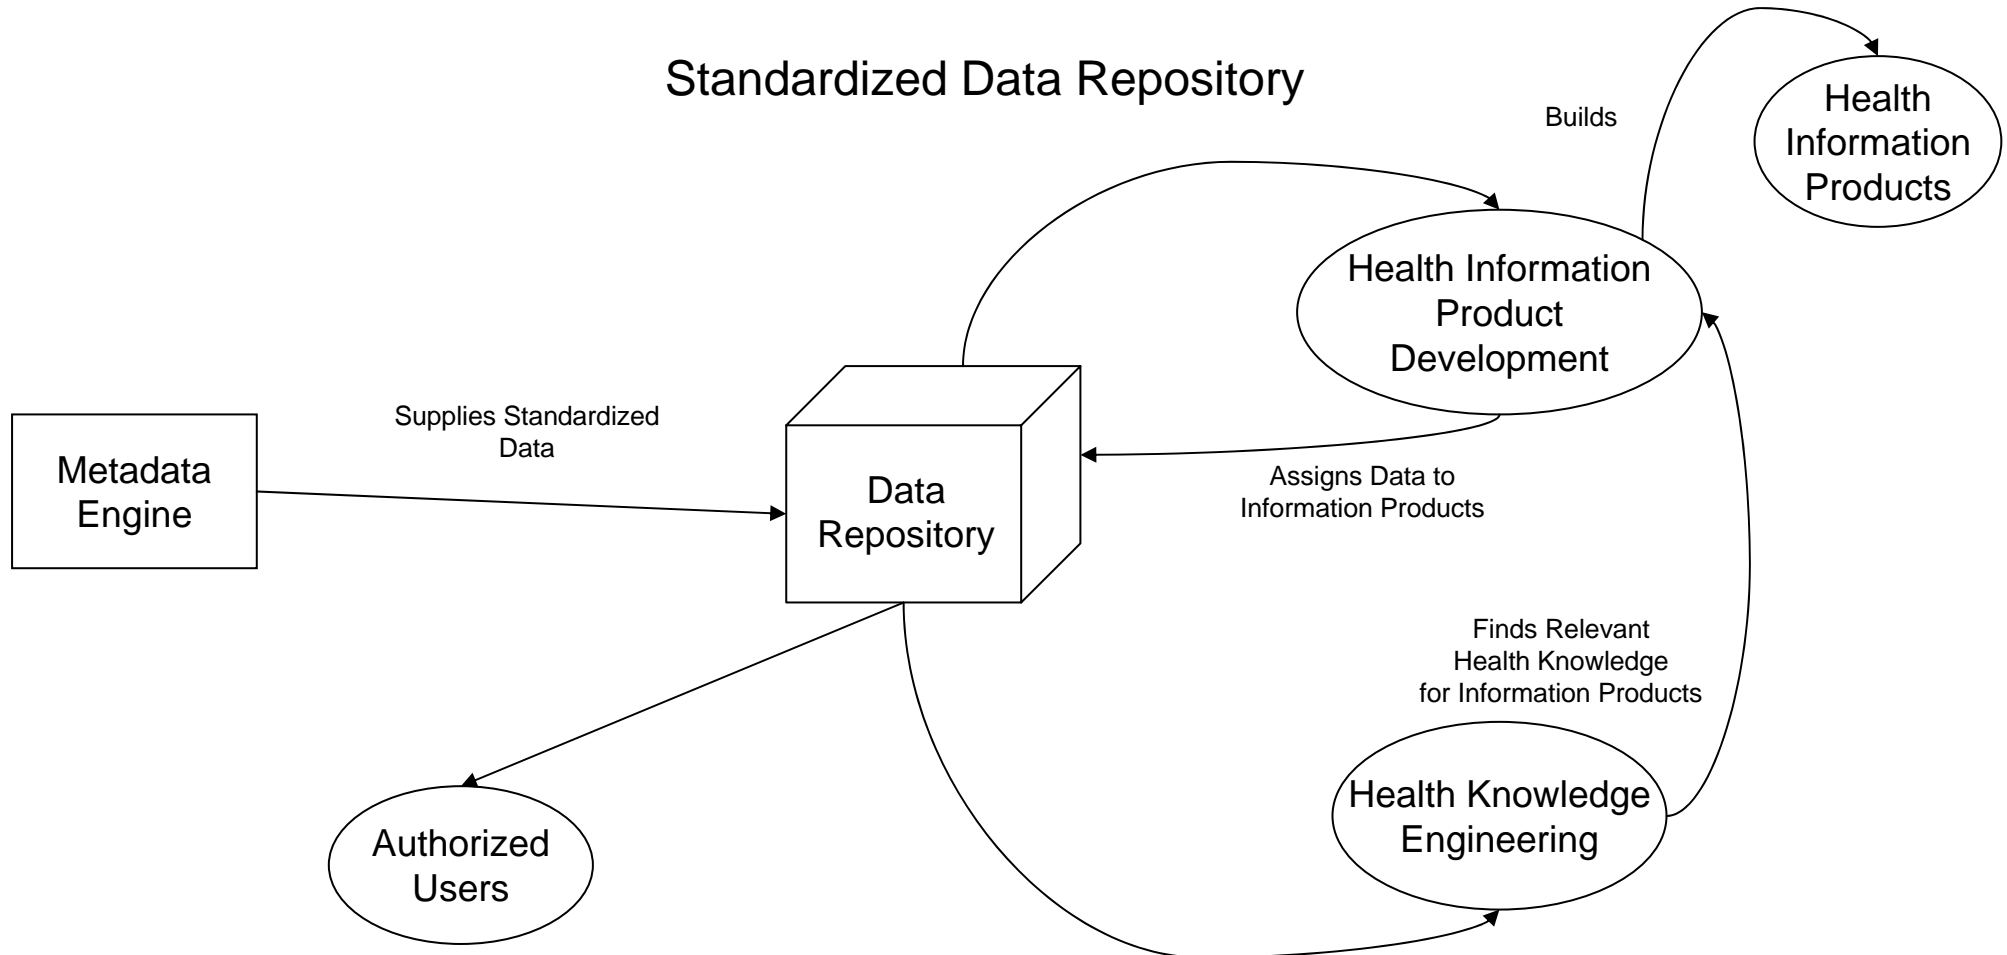 Standardized Data Repository
Builds
Health
Information
Products
Health Information
Product
Development
Supplies Standardized
Data
Metadata
Engine
Data
Repository
Assigns Data to
Information Products
Finds Relevant
Health Knowledge
for Information Products
Health Knowledge
Engineering
Authorized
Users